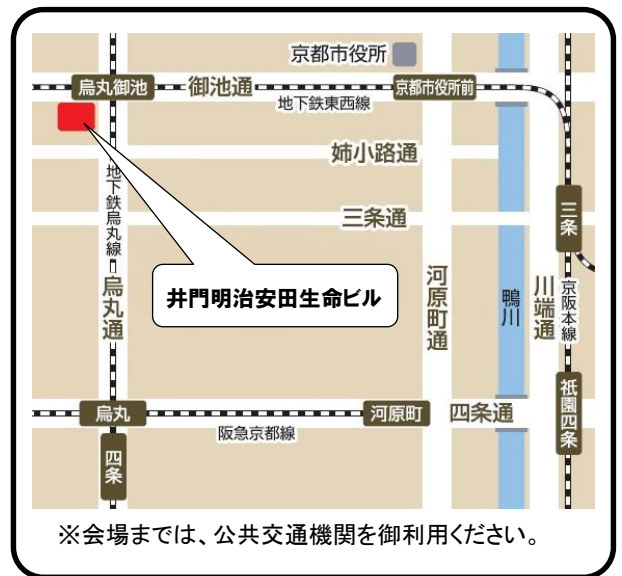 京都市役所
烏丸御池
御池通
京都市役所前
地下鉄東西線
姉小路通
地下鉄烏丸線
三条通
三条
井門明治安田生命ビル
烏丸通
河原町通
鴨川
川端通
京阪本線
祇園四条
烏丸
河原町
四条通
阪急京都線
四条
※会場までは、公共交通機関を御利用ください。